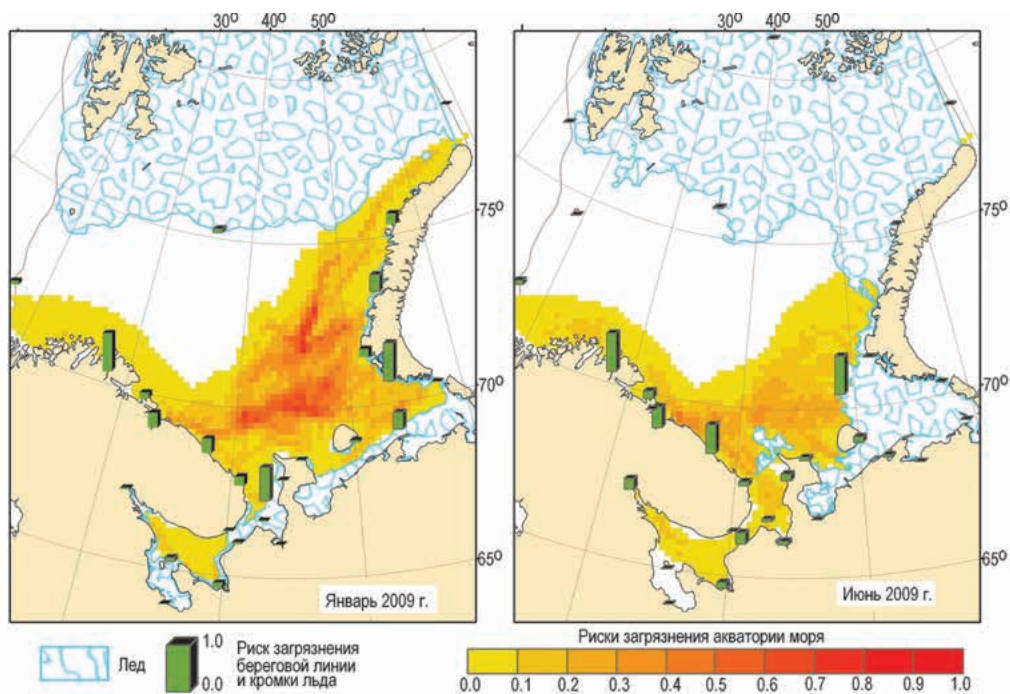 30⁰ 40⁰ 50⁰
30⁰ 40⁰ 50⁰
75⁰
70⁰
65⁰
75⁰
70⁰
65⁰
Январь 2009 г.
Июнь 2009 г.
Лед
1.0
0.0
Риск загрязнения
береговой линии
и кромки льда
Риски загрязнения акватории моря
0.0 0.1 0.2 0.3 0.4 0.5 0.6 0.7 0.8 0.9 1.0